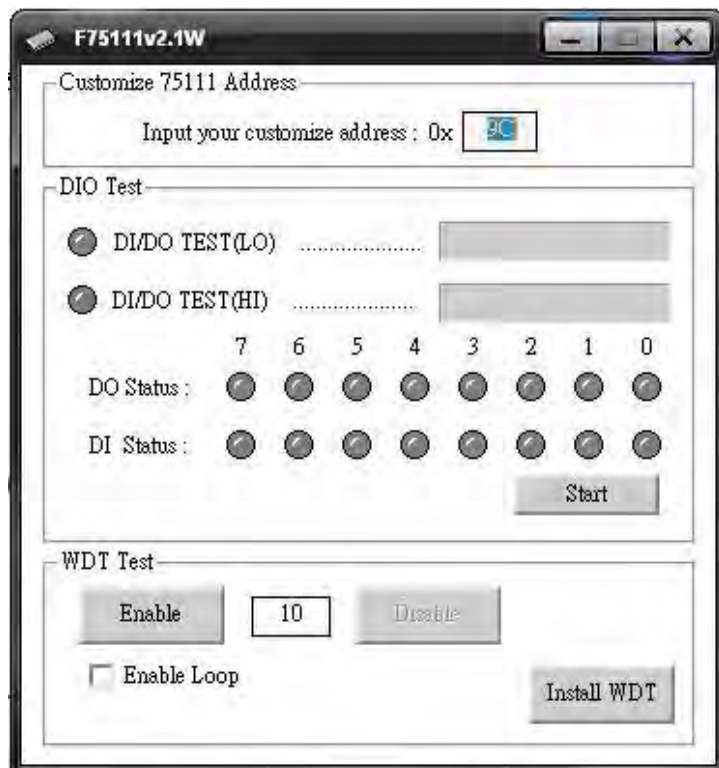 F75111v2.1W
Customize 75111 Address
Input your customize address : 0x 9C
DIO Test
DI/DO TEST(LO) .....................
DI/DO TEST(HI) .....................
7 6 5 4 3 2 1 0
DO Status :
DI Status :
Start
WDT Test
Enable 10 Disable
Enable Loop
Install WDT